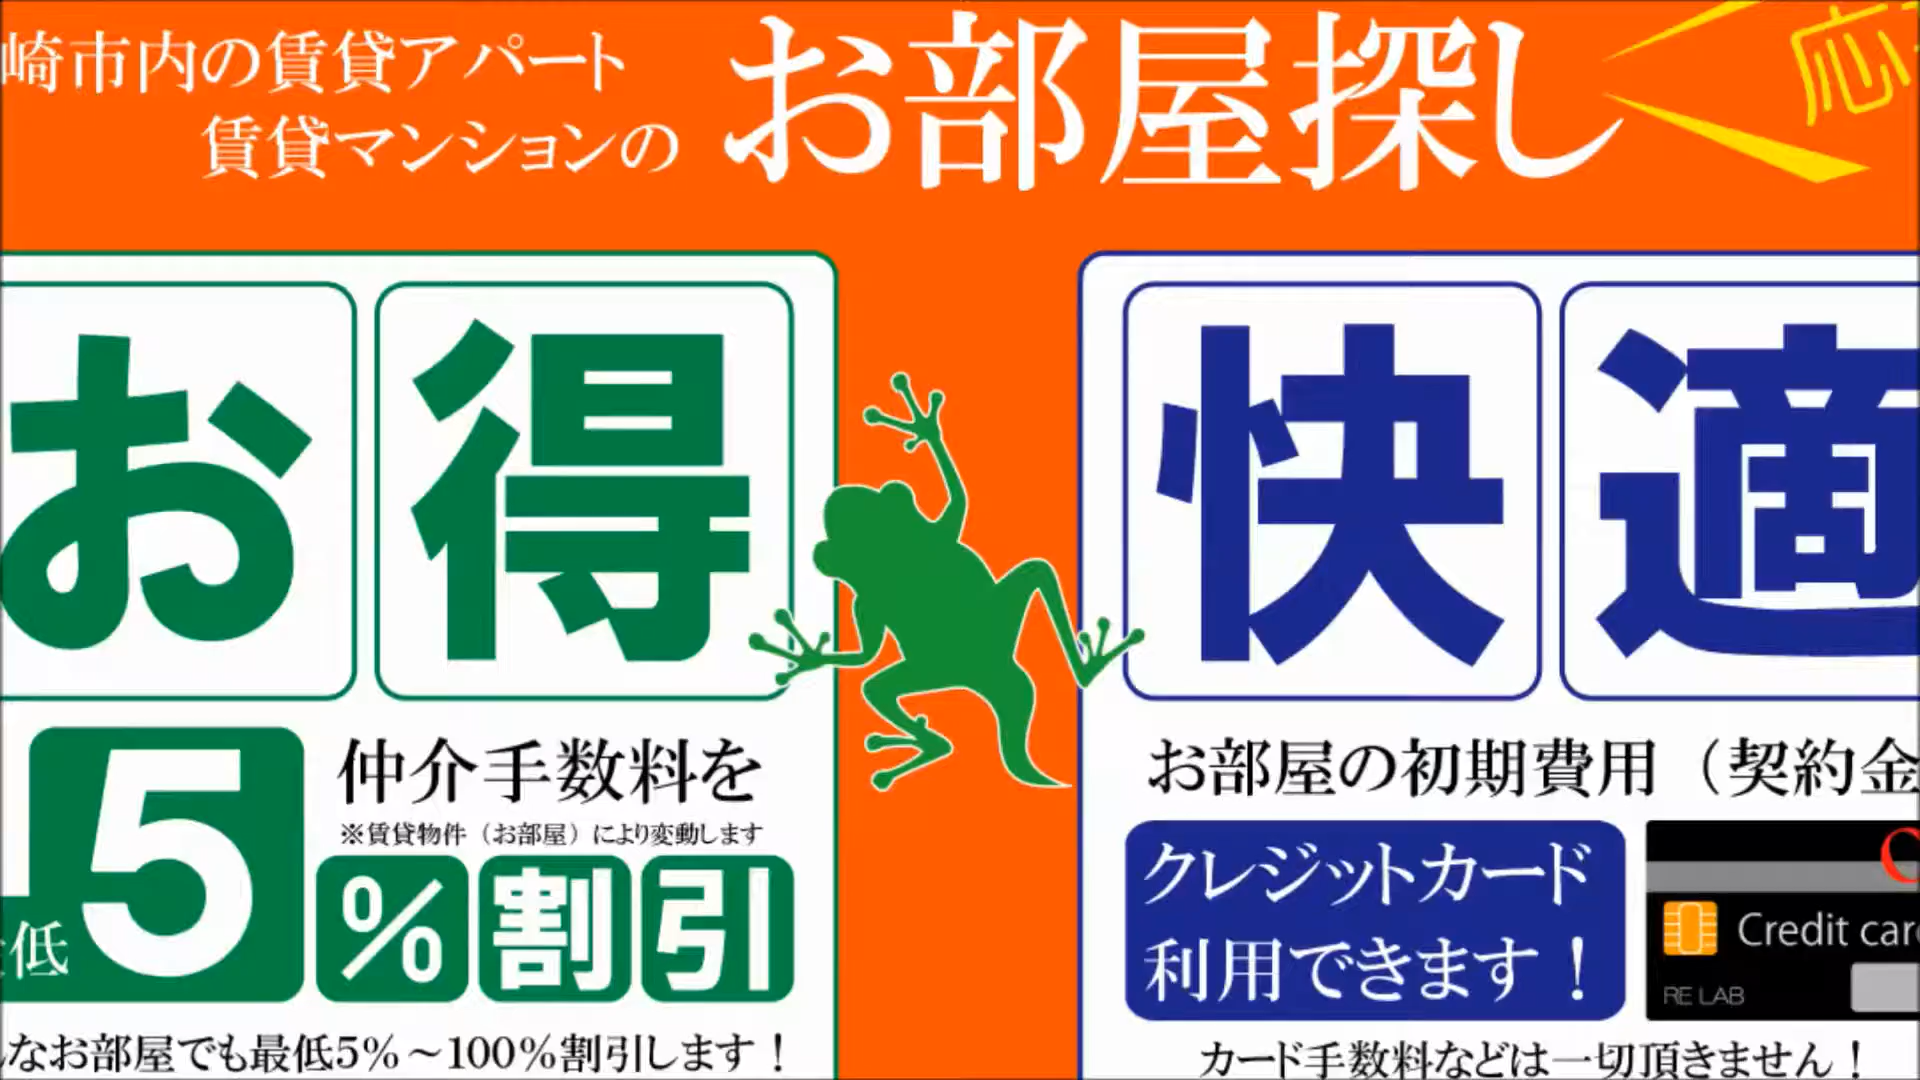 崎市内の賃貸アパート
賃貸マンションの
お部屋探し
応
お得
快適
5
低
仲介手数料を
※賃貸物件（お部屋）により変動します
%割引
なお部屋でも最低5%～100%割引します！
お部屋の初期費用（契約金
クレジットカード
利用できます！
Credit car
RE LAB
カード手数料などは一切頂きません！